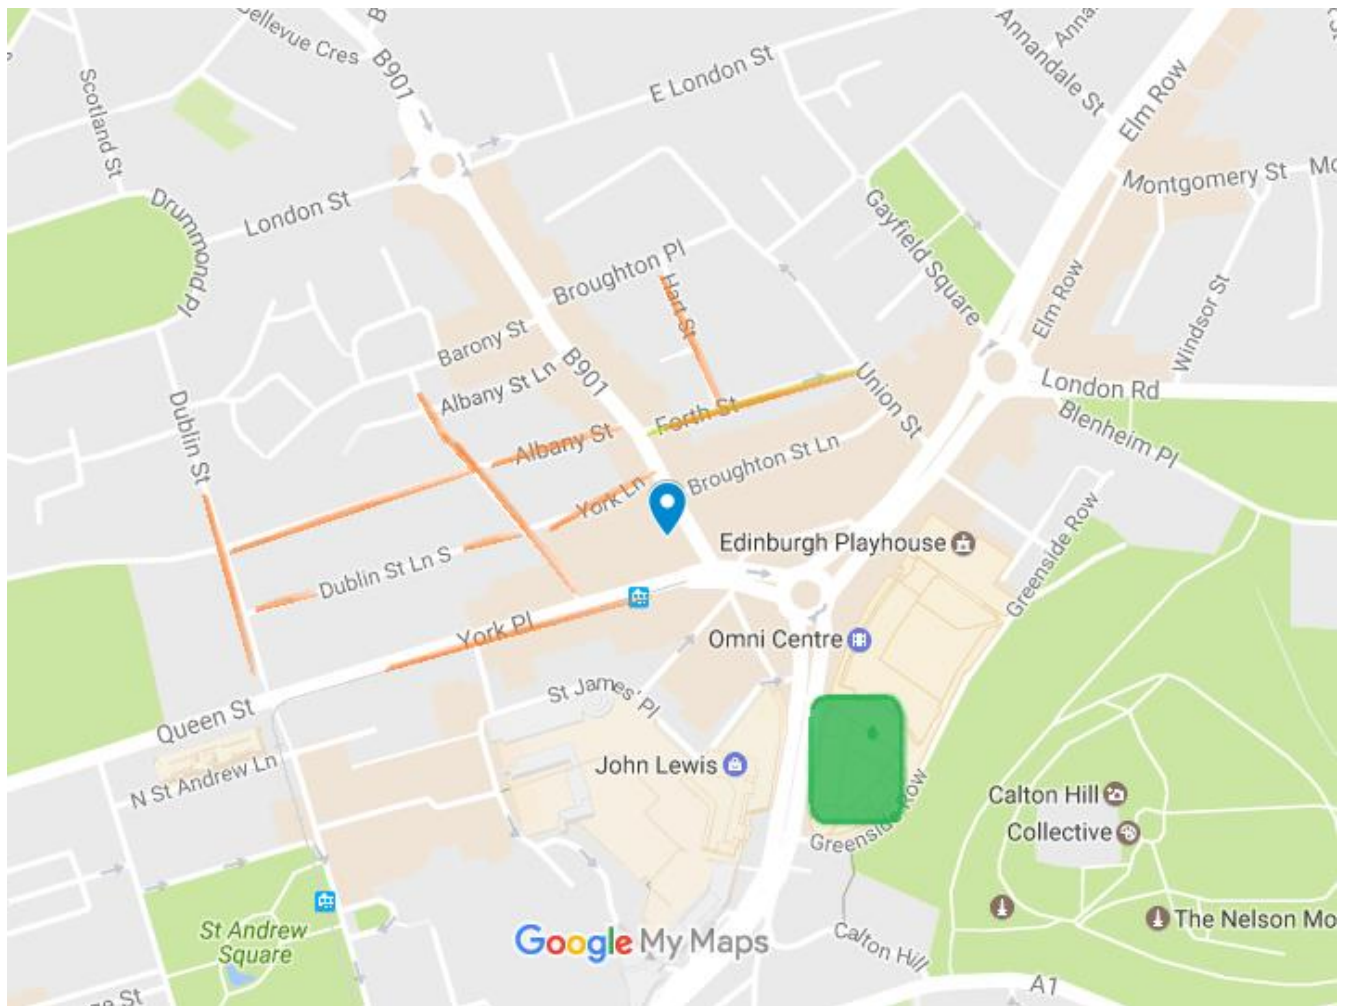 B
Bellevue Cres
B901
Scotland St
E London St
Annandale St
Elm Row
Montgomery St
Drummond Pl
London St
Gayfield Square
Broughton Pl
Hart St
Windsor St
Elm Row
Barony St
B901
Albany St Ln
Union St
London Rd
Blenheim Pl
Dublin St
Forth St
Albany St
Broughton St Ln
York Ln
Edinburgh Playhouse
Greenside Row
Dublin St Ln S
York Pl
Omni Centre
St James' Pl
Queen St
N St Andrew Ln
John Lewis
Greenside Row
Calton Hill
Collective
St Andrew
Square
Google My Maps
Calton Hill
The Nelson Mo
A1